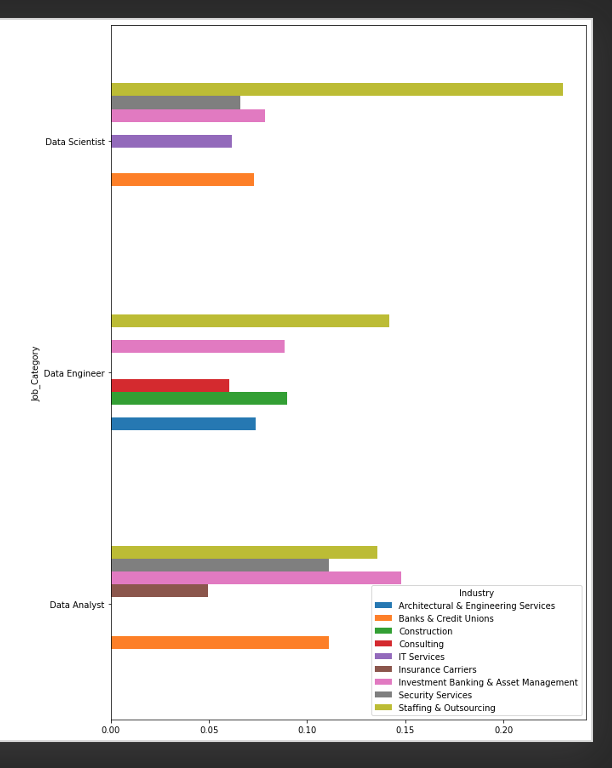 Data Scientist
Data Engineer
Job_Category
Data Analyst
Industry
Architectural & Engineering Services
Banks & Credit Unions
Construction
Consulting
IT Services
Insurance Carriers
Investment Banking & Asset Management
Security Services
Staffing & Outsourcing
0.00 0.05 0.10 0.15 0.20